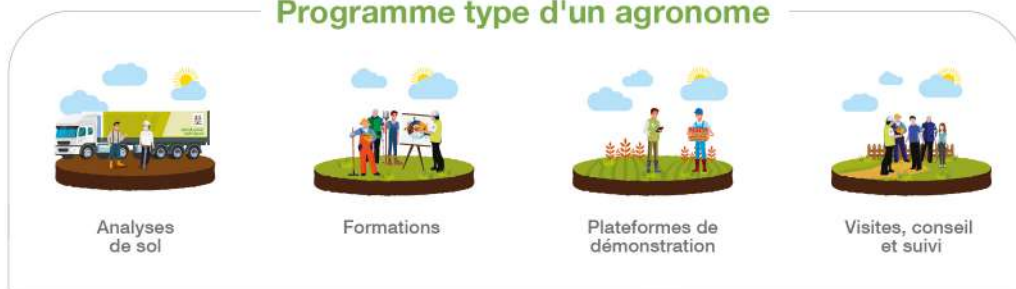 Programme type d'un agronome
Analyses
de sol
Formations
Plateformes de
démonstration
Visites, conseil
et suivi